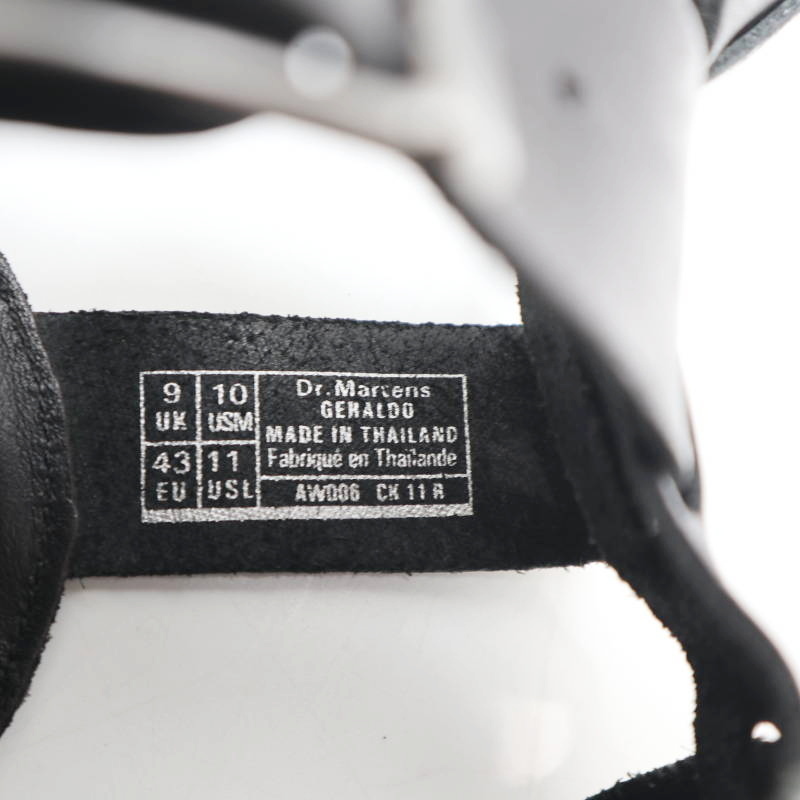 9 UK
10 USM
43 EU
11 USL
Dr. Martens
GERALDO
MADE IN THAILAND
Fabriqué en Thaïlande
AW006 CK 11 R